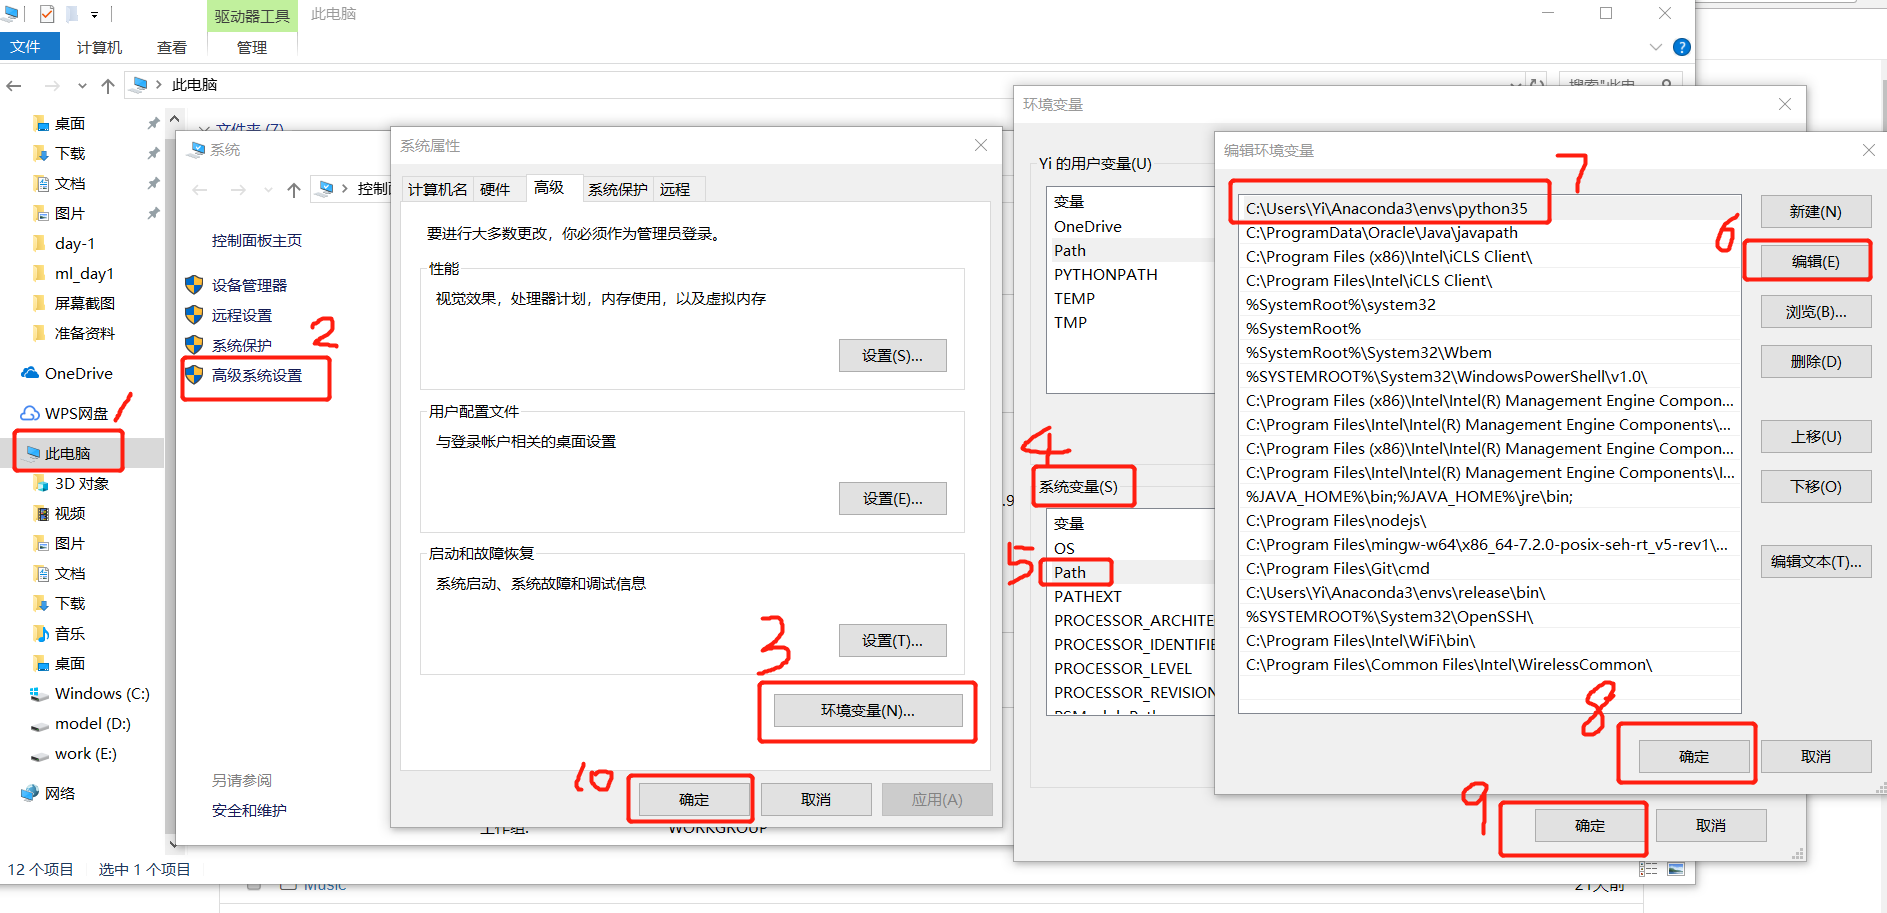 驱动器工具
此电脑
文件
计算机
查看
管理
此电脑
搜索"此电
桌面
下载
文档
图片
day-1
ml_day1
屏幕截图
准备资料
OneDrive
WPS网盘
1
此电脑
3D 对象
视频
图片
文档
下载
音乐
桌面
Windows (C:)
model (D:)
work (E:)
网络
12 个项目
选中 1 个项目
文件夹 (7)
系统
控制面板主页
设备管理器
远程设置
系统保护
2
高级系统设置
另请参阅
安全和维护
工作组:
WORKGROUP
Music
21天前
系统属性
计算机名
硬件
高级
系统保护
远程
要进行大多数更改，你必须作为管理员登录。
性能
视觉效果，处理器计划，内存使用，以及虚拟内存
设置(S)...
用户配置文件
与登录帐户相关的桌面设置
设置(E)...
启动和故障恢复
系统启动、系统故障和调试信息
设置(T)...
3
环境变量(N)...
10
确定
取消
应用(A)
环境变量
Yi 的用户变量(U)
变量
OneDrive
Path
PYTHONPATH
TEMP
TMP
4
系统变量(S)
.9
变量
OS
5
Path
PATHEXT
PROCESSOR_ARCHITE
PROCESSOR_IDENTIFIE
PROCESSOR_LEVEL
PROCESSOR_REVISION
9
确定
取消
编辑环境变量
7
C:\Users\Yi\Anaconda3\envs\python35
C:\ProgramData\Oracle\Java\javapath
C:\Program Files (x86)\Intel\iCLS Client\
C:\Program Files\Intel\iCLS Client\
%SystemRoot%\system32
%SystemRoot%
%SystemRoot%\System32\Wbem
%SYSTEMROOT%\System32\WindowsPowerShell\v1.0\
C:\Program Files (x86)\Intel\Intel(R) Management Engine Compon...
C:\Program Files\Intel\Intel(R) Management Engine Components\...
C:\Program Files (x86)\Intel\Intel(R) Management Engine Compon...
C:\Program Files\Intel\Intel(R) Management Engine Components\I...
%JAVA_HOME%\bin;%JAVA_HOME%\jre\bin;
C:\Program Files\nodejs\
C:\Program Files\mingw-w64\x86_64-7.2.0-posix-seh-rt_v5-rev1\...
C:\Program Files\Git\cmd
C:\Users\Yi\Anaconda3\envs\release\bin\
%SYSTEMROOT%\System32\OpenSSH\
C:\Program Files\Intel\WiFi\bin\
C:\Program Files\Common Files\Intel\WirelessCommon\
新建(N)
6
编辑(E)
浏览(B)...
删除(D)
上移(U)
下移(O)
编辑文本(T)...
8
确定
取消